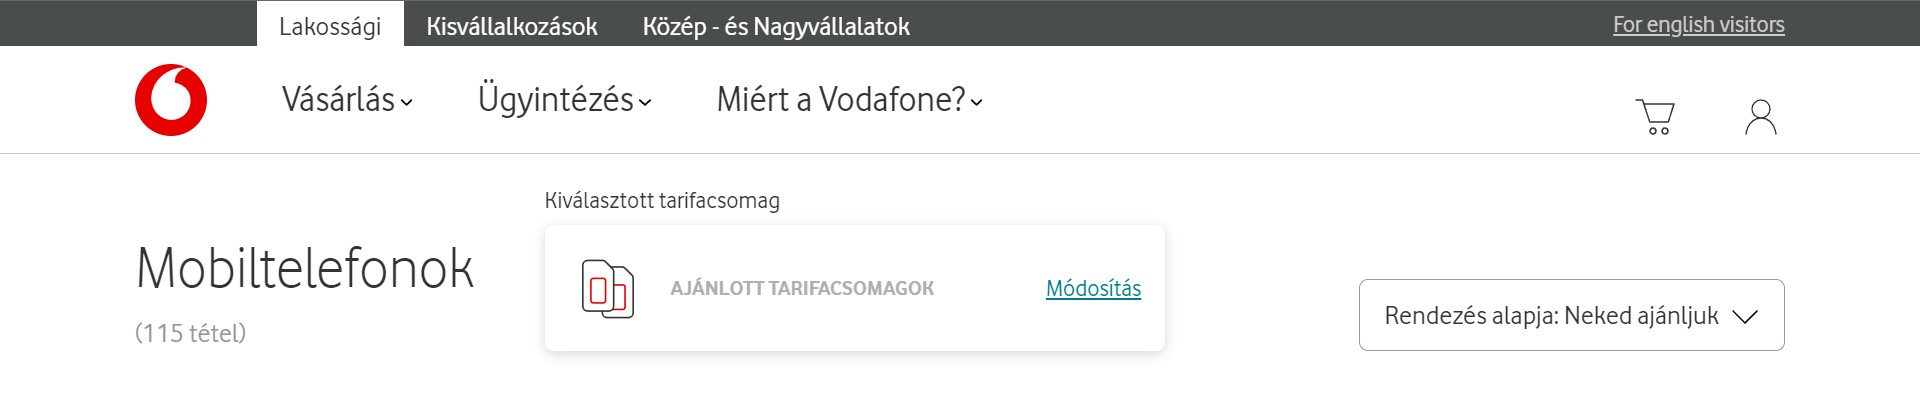 Lakossági Kisvállalkozások Közép - és Nagyvállalatok For english visitors
Vásárlás Ügyintézés Miért a Vodafone?
Kiválasztott tarifacsomag
Mobiltelefonok
(115 tétel)
AJÁNLOTT TARIFACSOMAGOK Módosítás
Rendezés alapja: Neked ajánljuk